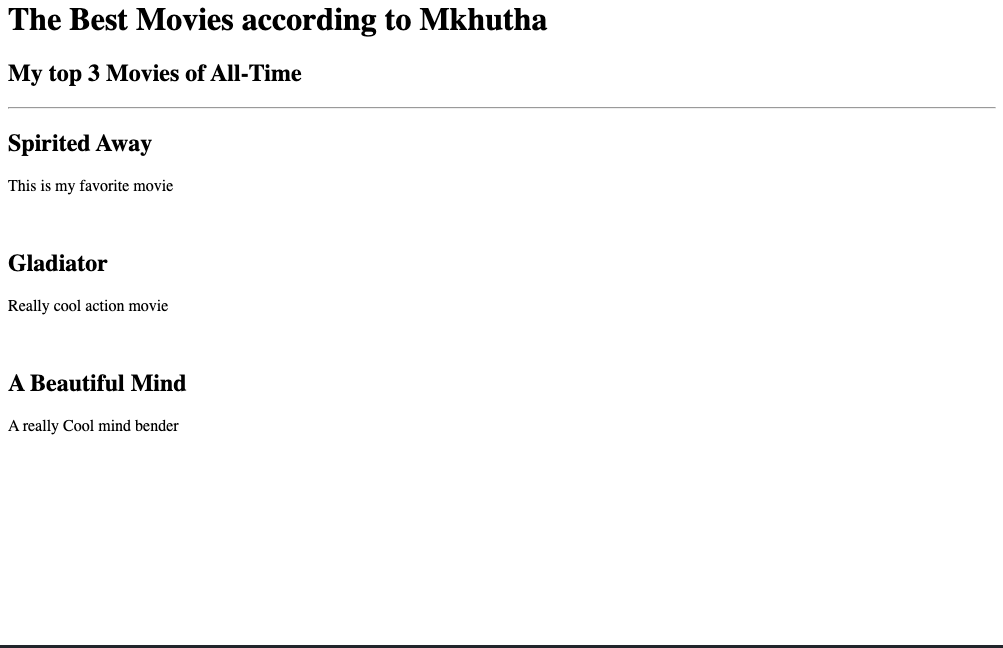 The Best Movies according to Mkhutha
My top 3 Movies of All-Time
Spirited Away
This is my favorite movie
Gladiator
Really cool action movie
A Beautiful Mind
A really Cool mind bender